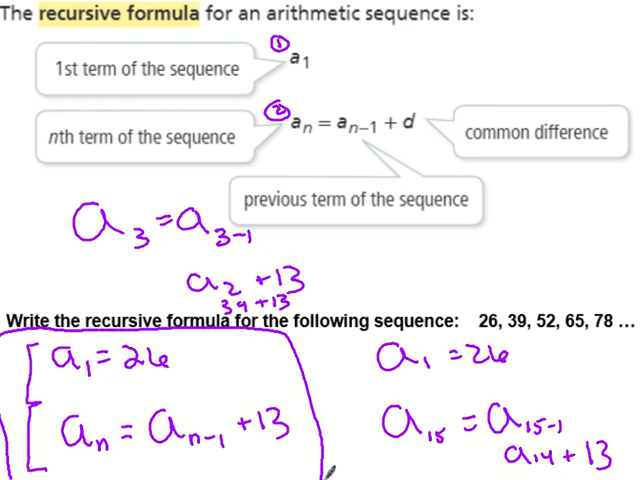 The recursive formula for an arithmetic sequence is:
①
1st term of the sequence
a₁
②
nth term of the sequence
aₙ = aₙ₋₁ + d
common difference
previous term of the sequence
a₃ = a₃₋₁
a₂ + 13
39 + 13
Write the recursive formula for the following sequence: 26, 39, 52, 65, 78 ...
a₁ = 26
aₙ = aₙ₋₁ + 13
a₁ = 26
a₁₅ = a₁₅₋₁
a₁₄ + 13